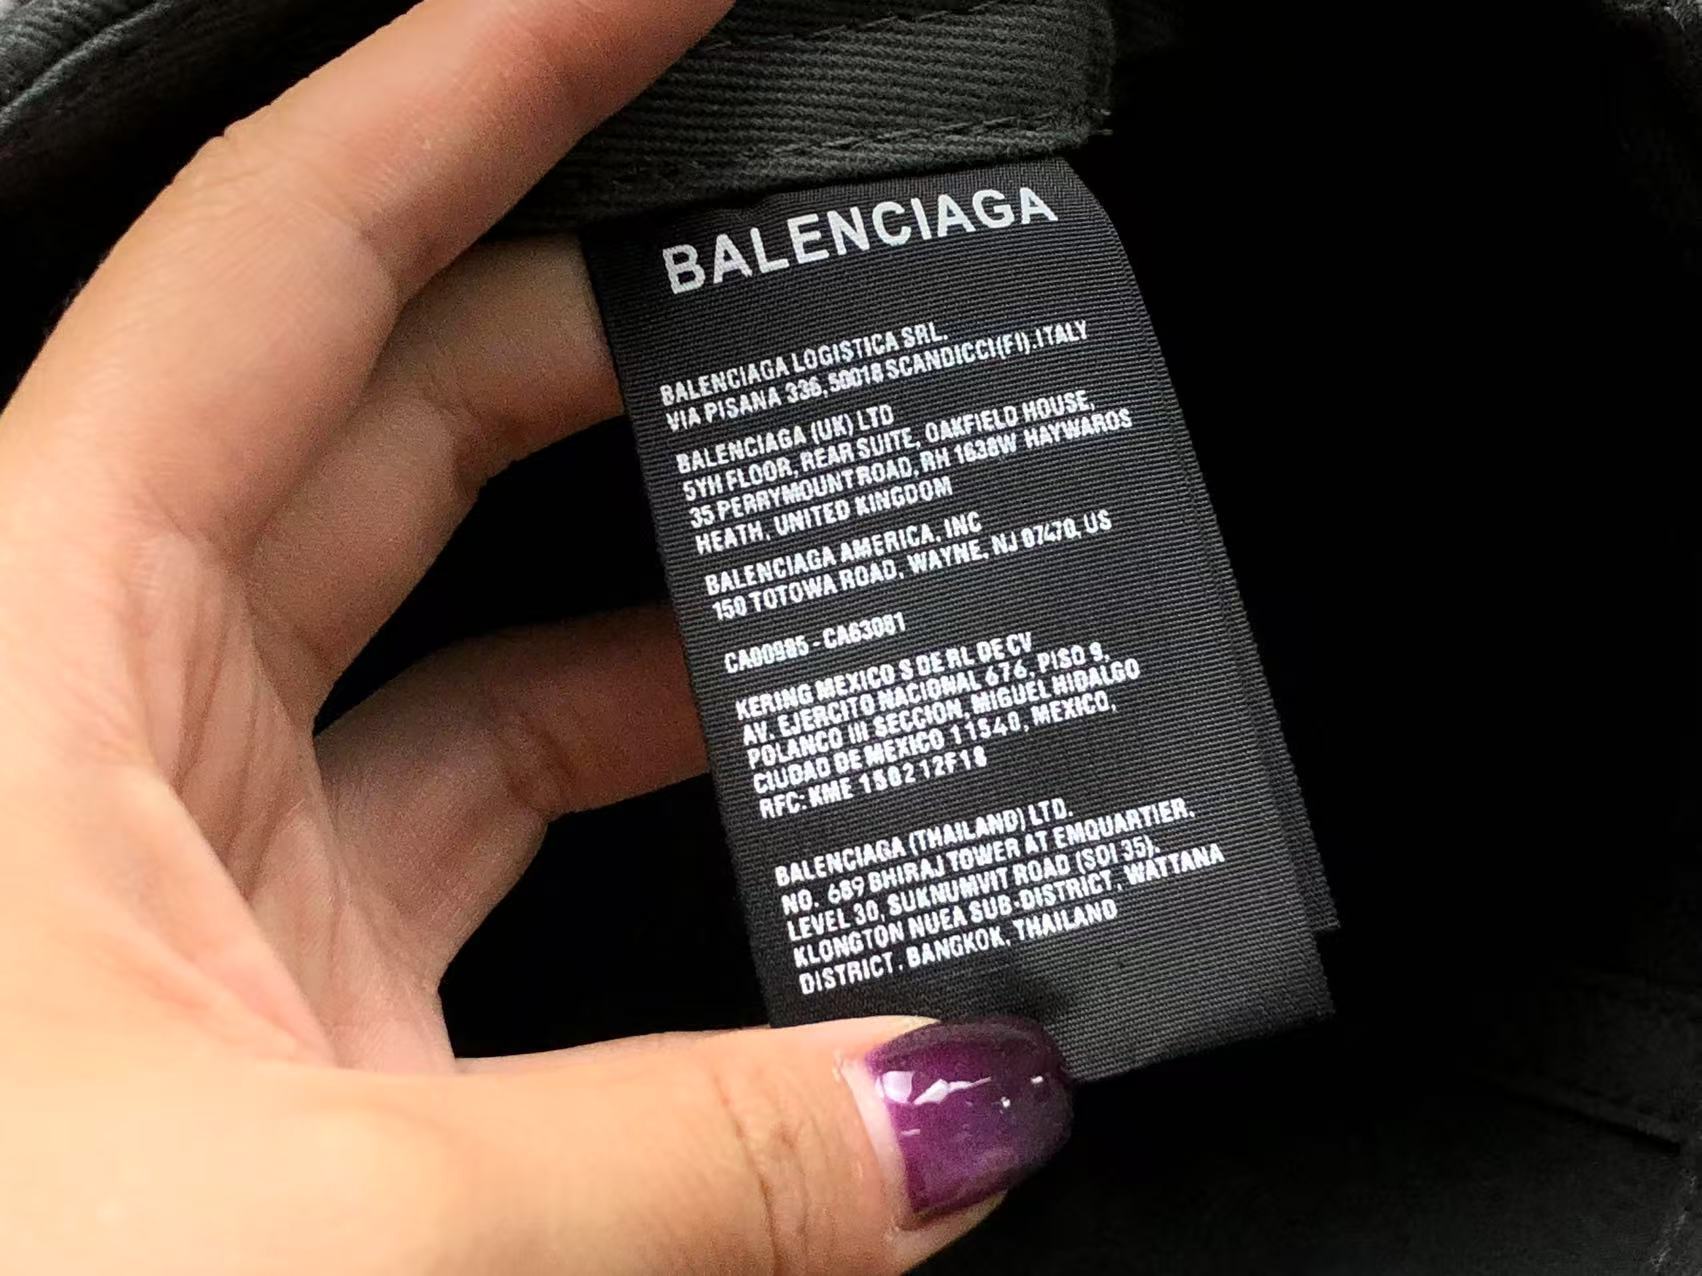 BALENCIAGA
BALENCIAGA LOGISTICA SRL.
VIA PISANA 336, 50018 SCANDICCI(FI).ITALY
BALENCIAGA (UK) LTD
5YH FLOOR, REAR SUITE, OAKFIELD HOUSE,
35 PERRYMOUNT ROAD, RH 1638W HAYWAROS
HEATH, UNITED KINGDOM
BALENCIAGA AMERICA, INC
150 TOTOWA ROAD, WAYNE, NJ 07470, US
CA00985 - CA63081
KERING MEXICO S DE RL DE CV
AV. EJERCITO NACIONAL 676, PISO 9,
POLANCO III SECCION, MIGUEL HIDALGO
CIUDAD DE MEXICO 11540, MEXICO,
RFC: KME 150212F18
BALENCIAGA (THAILAND) LTD.
NO. 689 BHIRAJ TOWER AT EMQUARTIER,
LEVEL 30, SUKNUMVIT ROAD (SOI 35),
KLONGTON NUEA SUB-DISTRICT, WATTANA
DISTRICT, BANGKOK, THAILAND